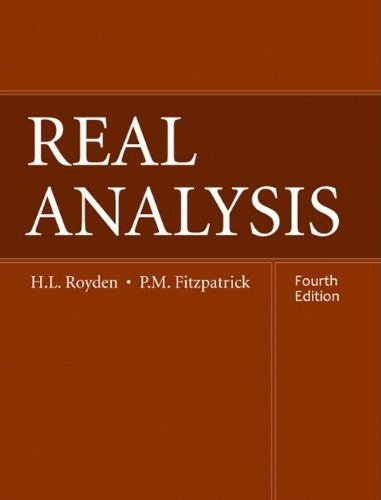 REAL
ANALYSIS
H.L. Royden • P.M. Fitzpatrick
Fourth
Edition